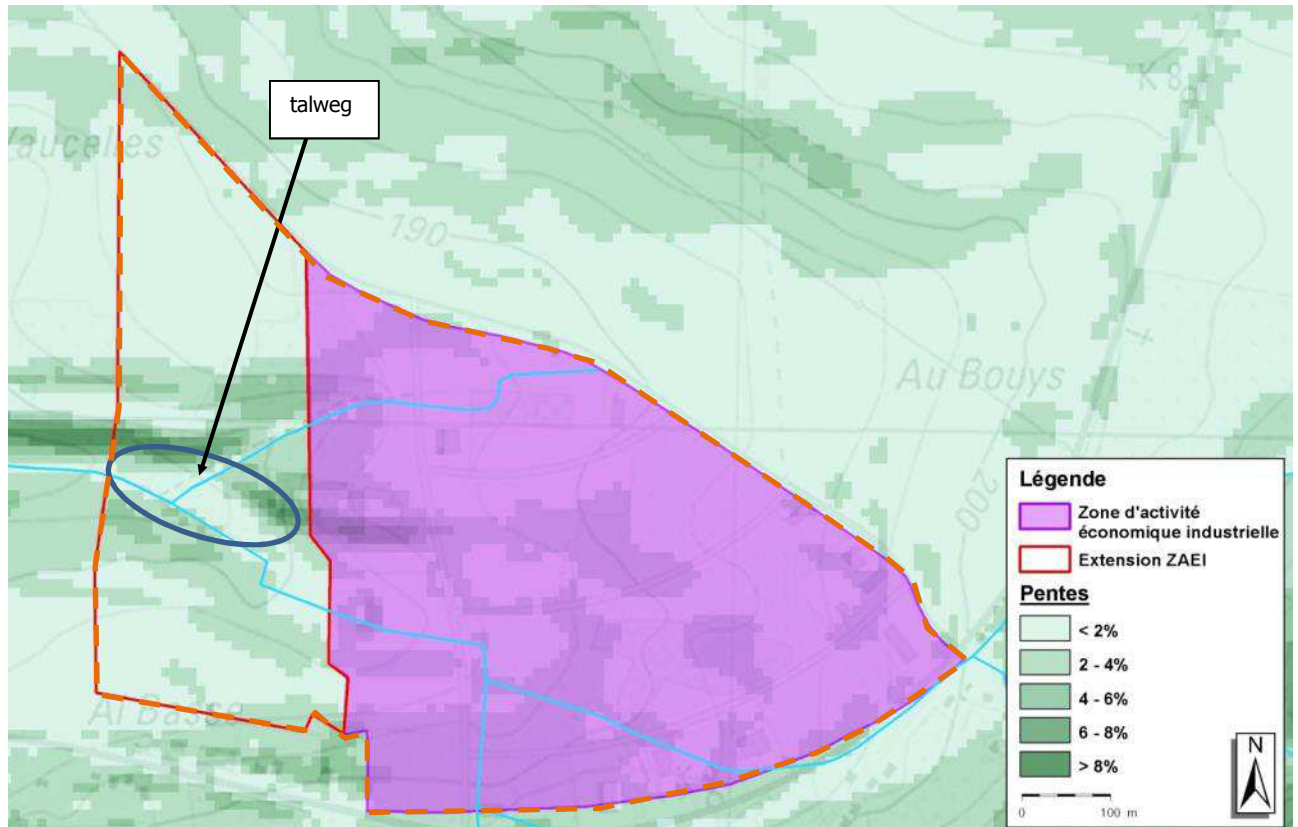 talweg
K 8
Vaucelles
190
Au Bouys
200
Al Basse
Légende
Zone d'activité
économique industrielle
Extension ZAEI
Pentes
< 2%
2 - 4%
4 - 6%
6 - 8%
> 8%
N
0 100 m